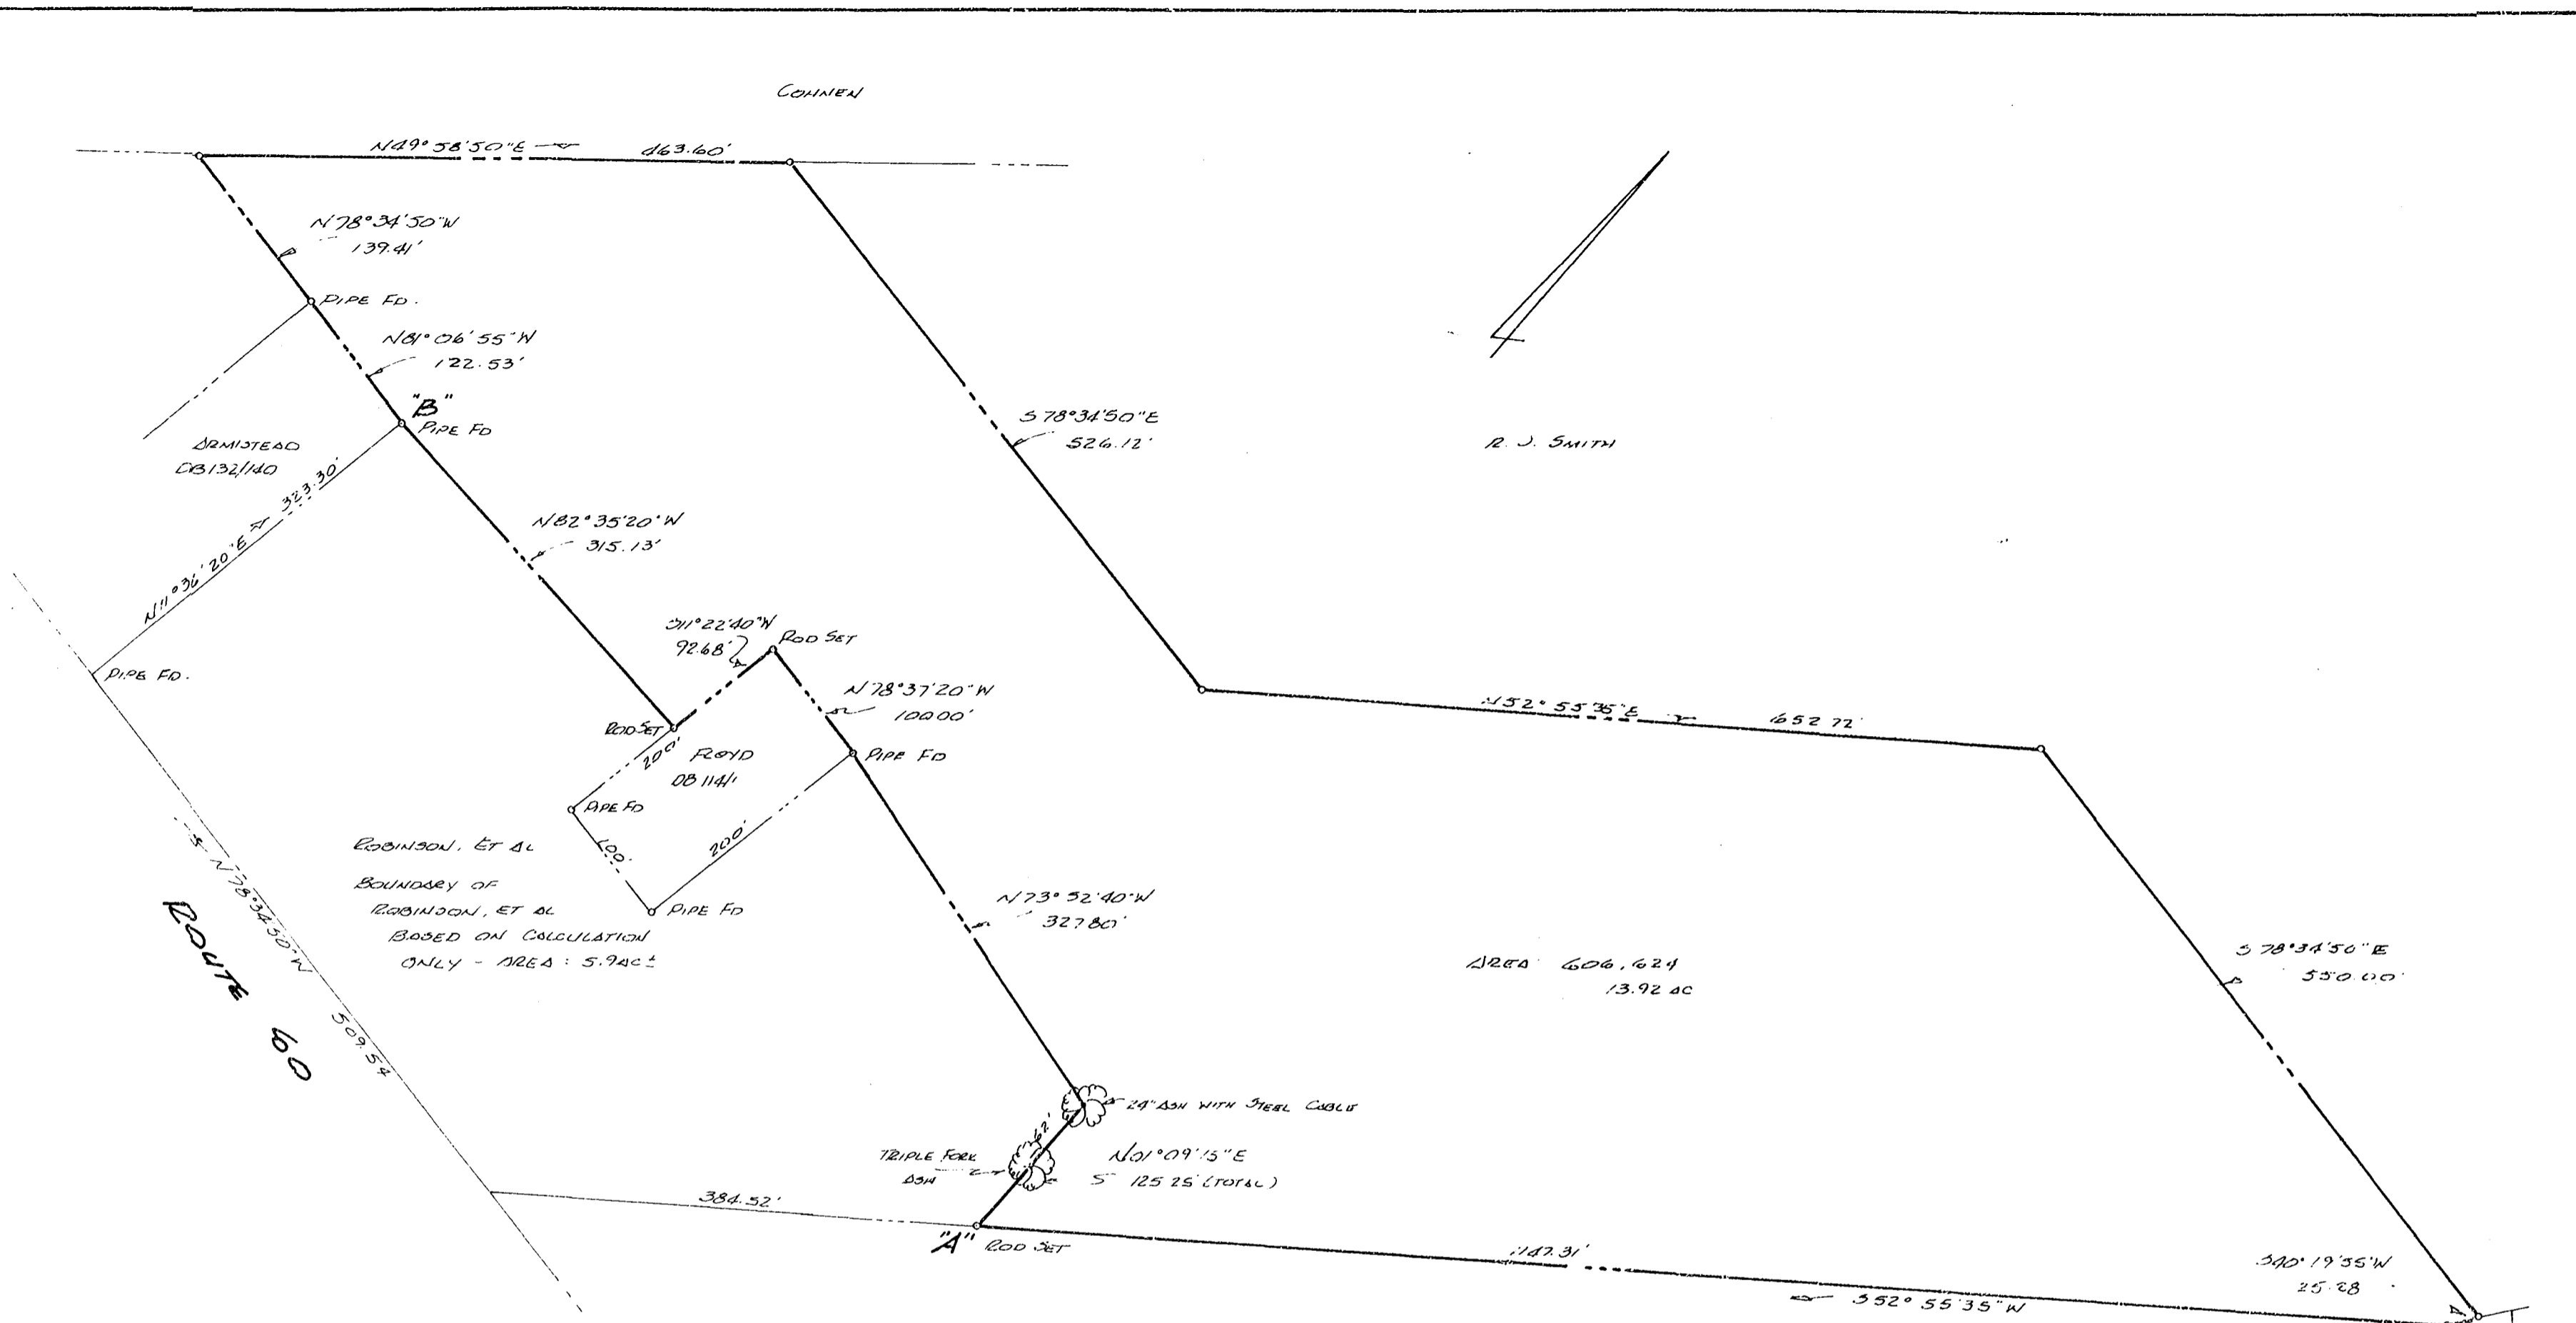 COHNEN
N49°58'50"E 463.60'
N78°34'50"W
139.41'
PIPE FD.
N81°06'55"W
122.53'
"B"
PIPE FD
ARMISTEAD
DB132/140
N11°36'20"E 323.30'
S78°34'50"E
526.12'
R. J. SMITH
N82°35'20"W
315.13'
S11°22'40"W
92.68'
ROD SET
PIPE FD.
N78°37'20"W
100.00'
ROD SET
N52°55'35"E 652.72'
200'
FLOYD
DB 114/1
PIPE FD
PIPE FD
100'
200'
PIPE FD
ROBINSON, ET AL
BOUNDARY OF
ROBINSON, ET AL
BASED ON CALCULATION
ONLY - AREA: 5.9 AC±
N78°34'50"W
509.54
ROUTE 60
N73°52'40"W
327.80'
AREA 606,624
13.92 AC
S78°34'50"E
550.00'
24" ASH WITH STEEL CABLE
62'
TRIPLE FORK
ASH
N01°09'15"E
S 125.25' (TOTAL)
384.52'
"A" ROD SET
S52°55'35"W
S40°19'55"W
25.28